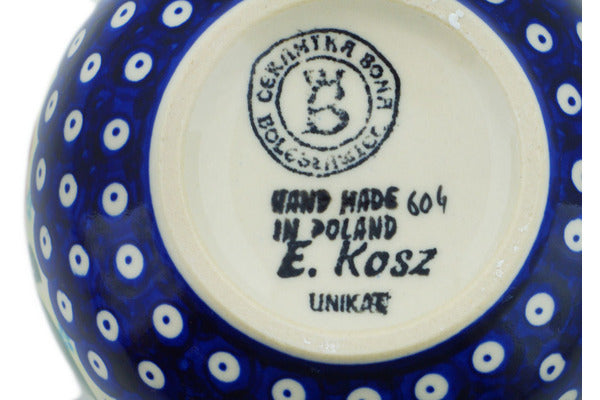 CERAMIKA BONA
BOLESŁAWIEC
B
HAND MADE 604
IN POLAND
E. Kosz
UNIKAT